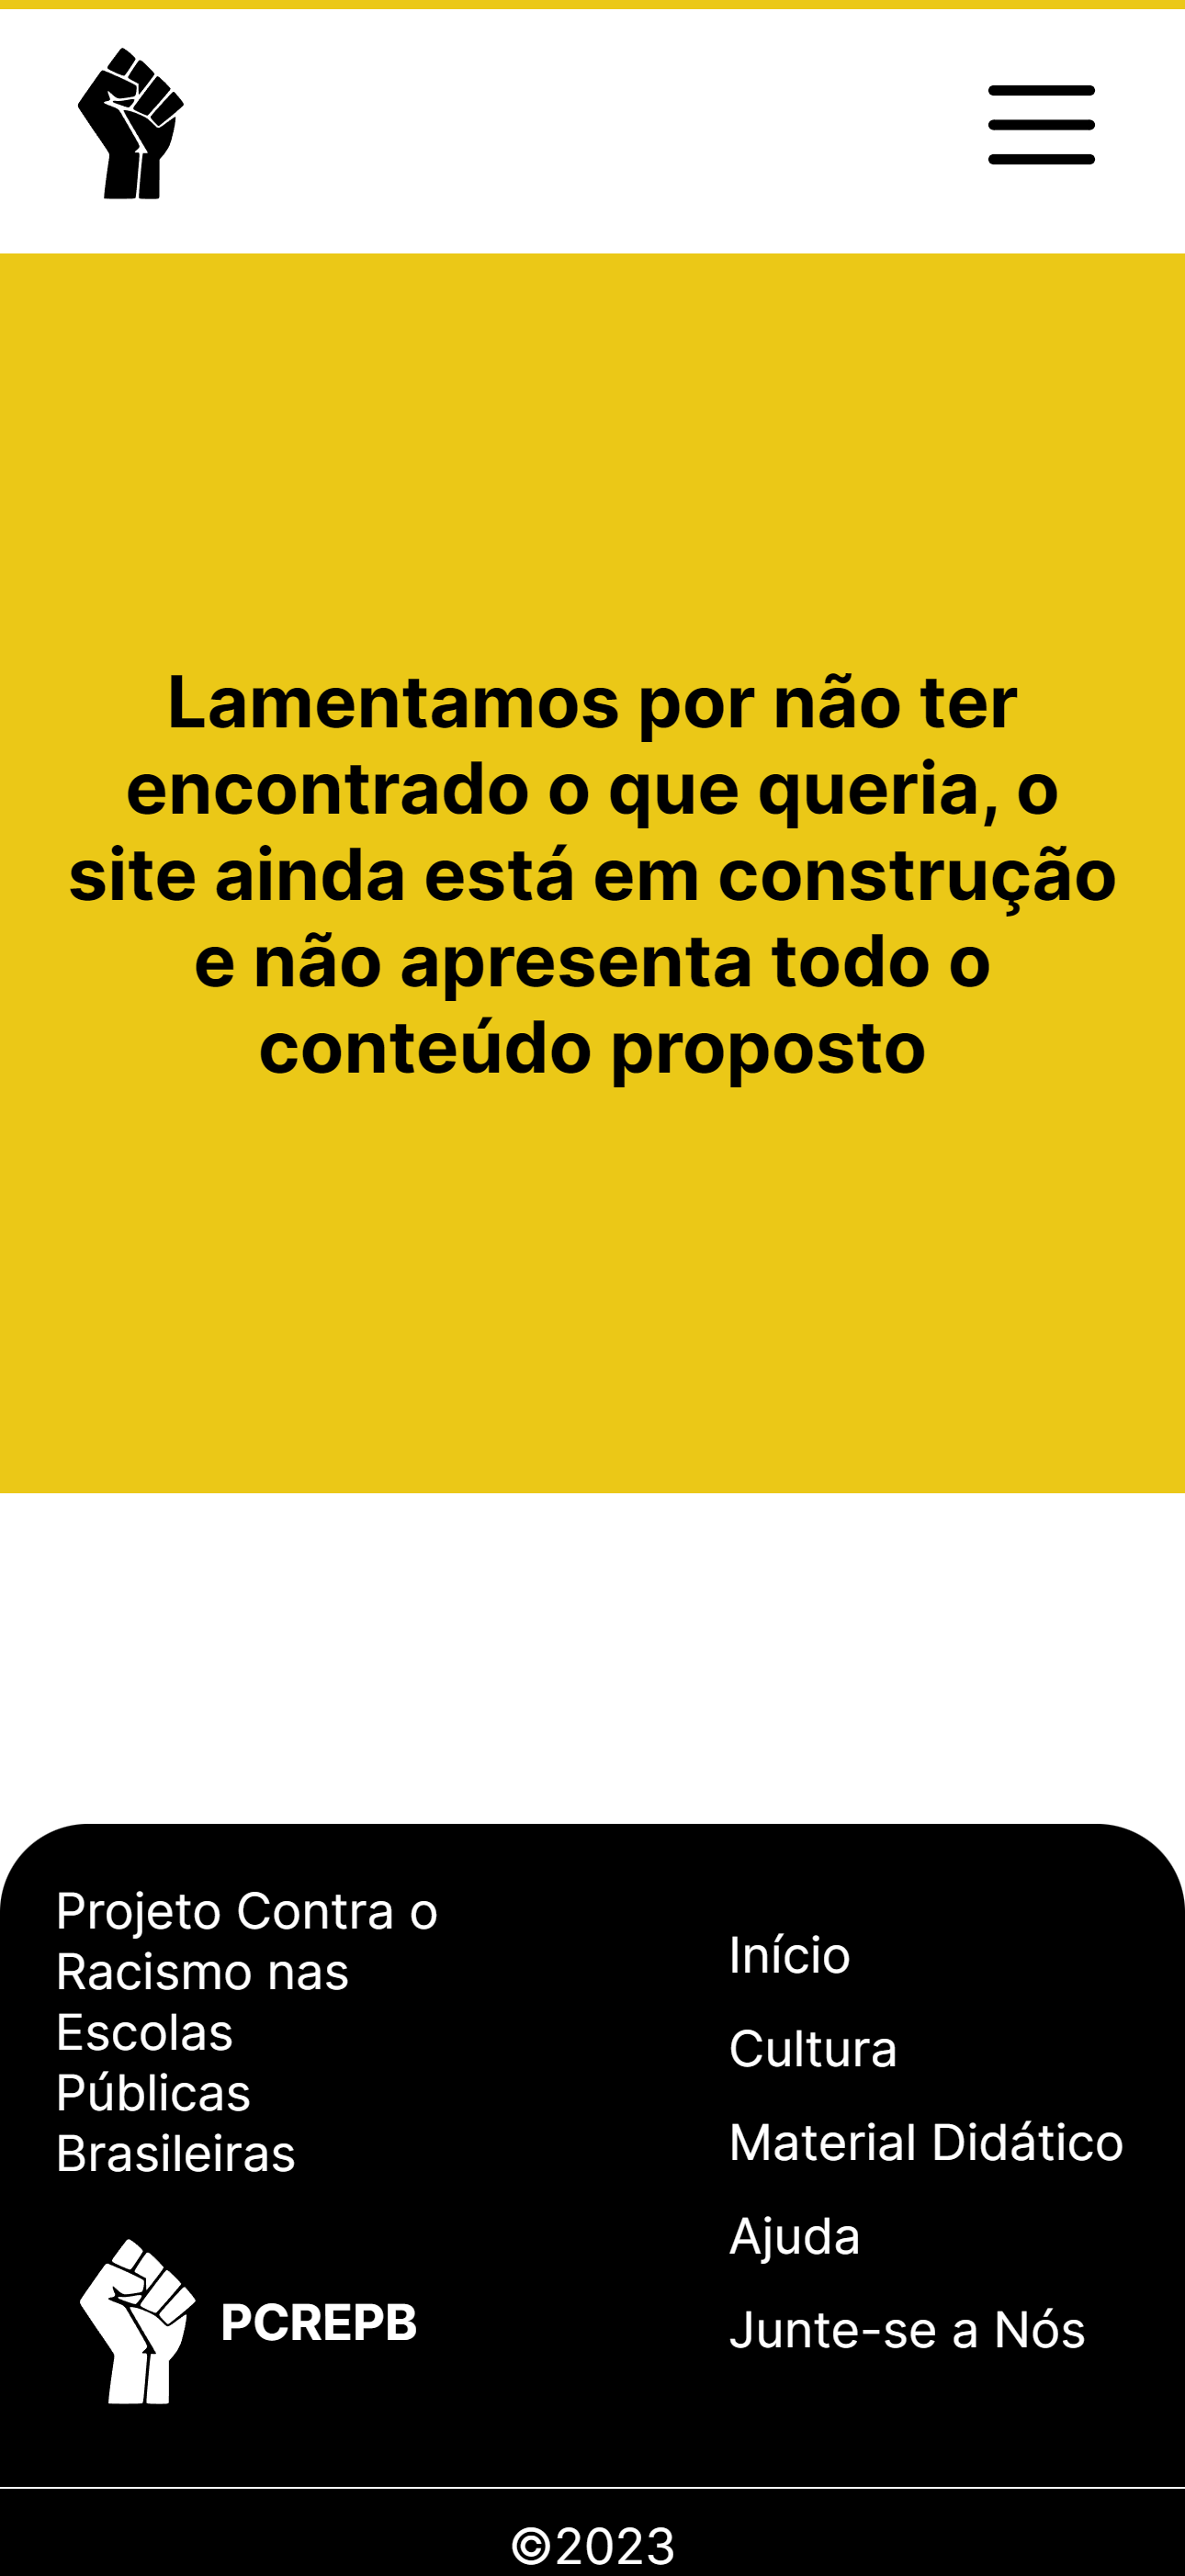 Lamentamos por não ter
encontrado o que queria, o
site ainda está em construção
e não apresenta todo o
conteúdo proposto
Projeto Contra o
Racismo nas
Escolas
Públicas
Brasileiras
PCREPB
Início
Cultura
Material Didático
Ajuda
Junte-se a Nós
©2023